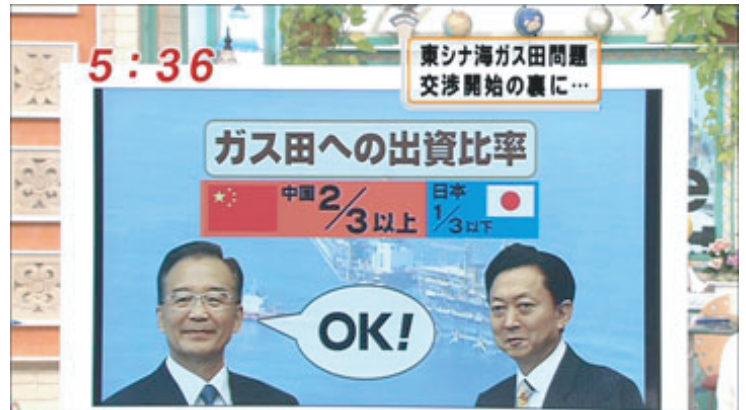 5:36
東シナ海ガス田問題
交渉開始の裏に…
ガス田への出資比率
中国 2/3以上
日本 1/3以下
OK!